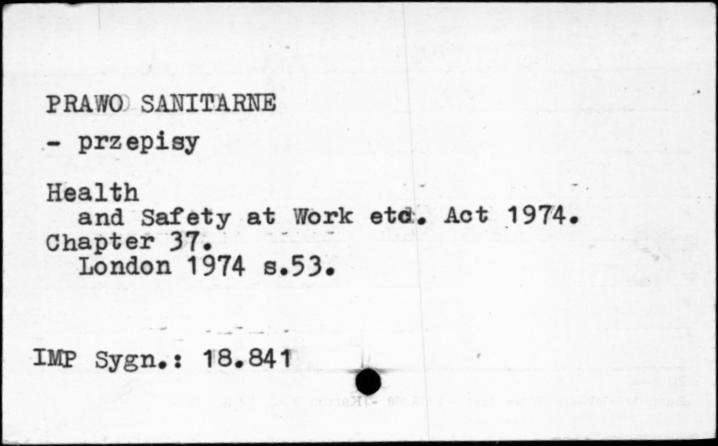 PRAWO SANITARNE
- przepisy
Health
and Safety at Work etc. Act 1974.
Chapter 37.
London 1974 s.53.
IMP Sygn.: 18.841